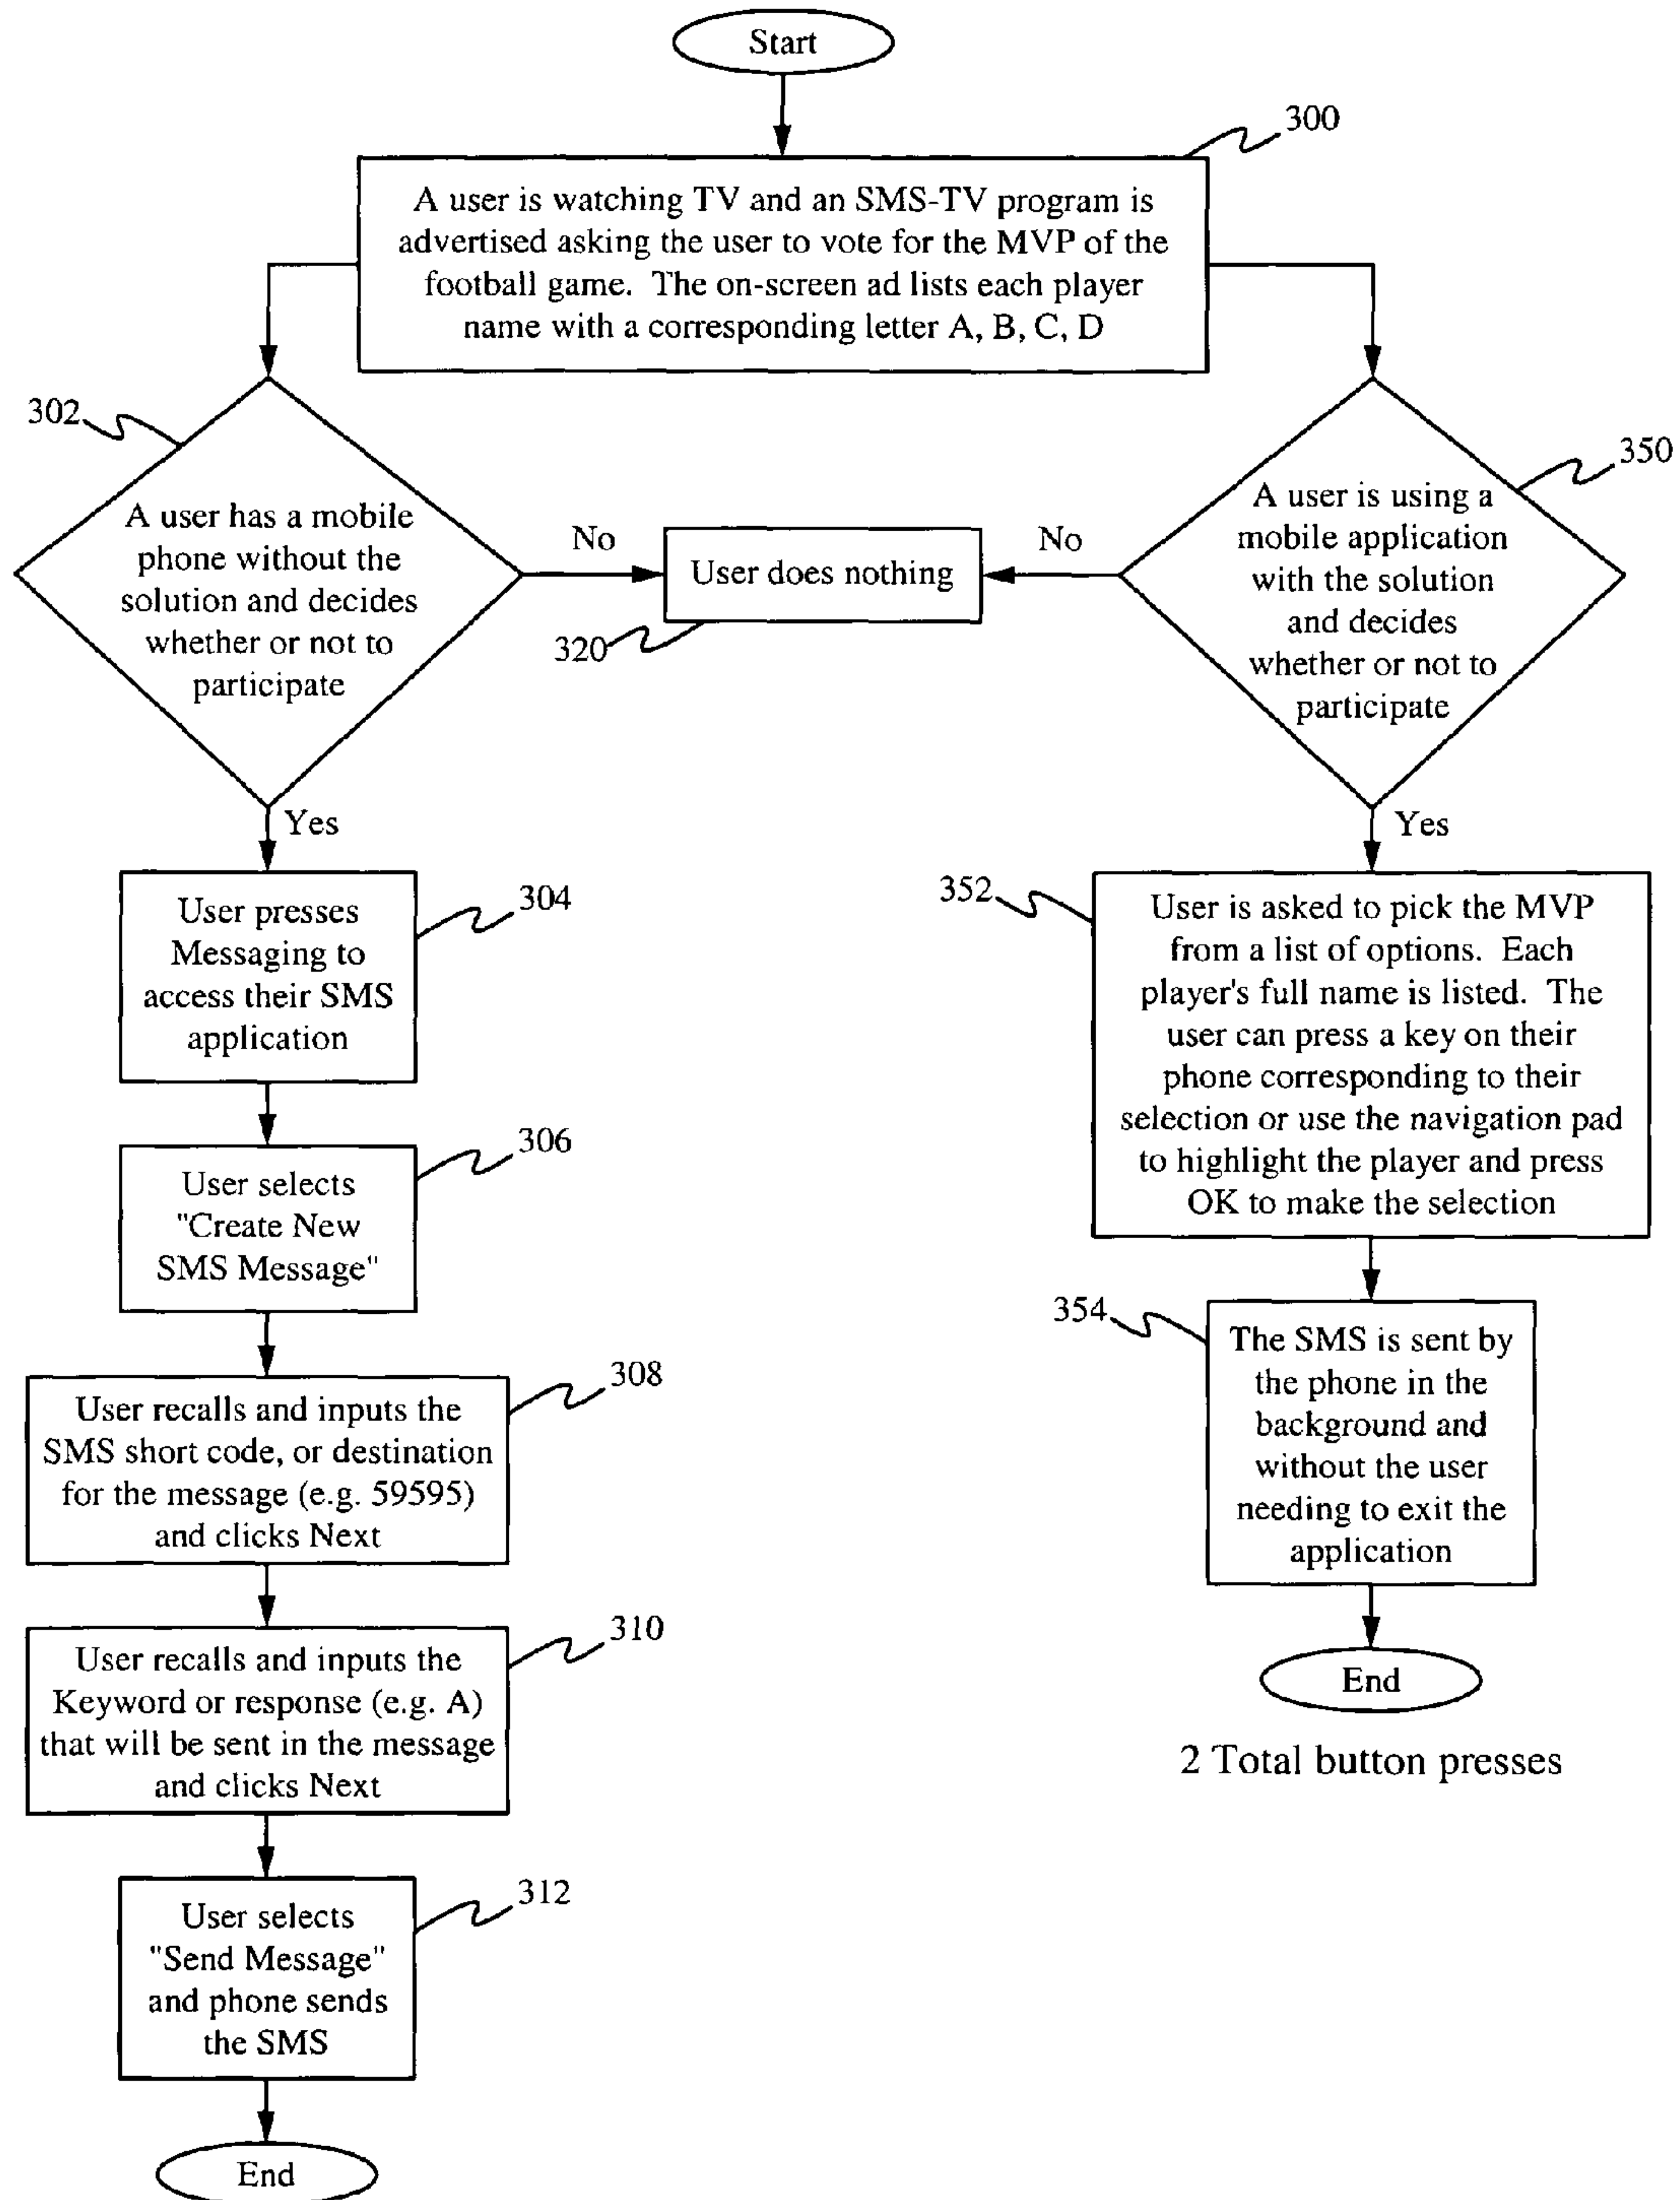 Start
300
A user is watching TV and an SMS-TV program is
advertised asking the user to vote for the MVP of the
football game. The on-screen ad lists each player
name with a corresponding letter A, B, C, D
302
A user has a mobile
phone without the
solution and decides
whether or not to
participate
No
User does nothing
320
No
350
A user is using a
mobile application
with the solution
and decides
whether or not to
participate
Yes
304
User presses
Messaging to
access their SMS
application
306
User selects
"Create New
SMS Message"
308
User recalls and inputs the
SMS short code, or destination
for the message (e.g. 59595)
and clicks Next
310
User recalls and inputs the
Keyword or response (e.g. A)
that will be sent in the message
and clicks Next
312
User selects
"Send Message"
and phone sends
the SMS
End
Yes
352
User is asked to pick the MVP
from a list of options. Each
player's full name is listed. The
user can press a key on their
phone corresponding to their
selection or use the navigation pad
to highlight the player and press
OK to make the selection
354
The SMS is sent by
the phone in the
background and
without the user
needing to exit the
application
End
2 Total button presses